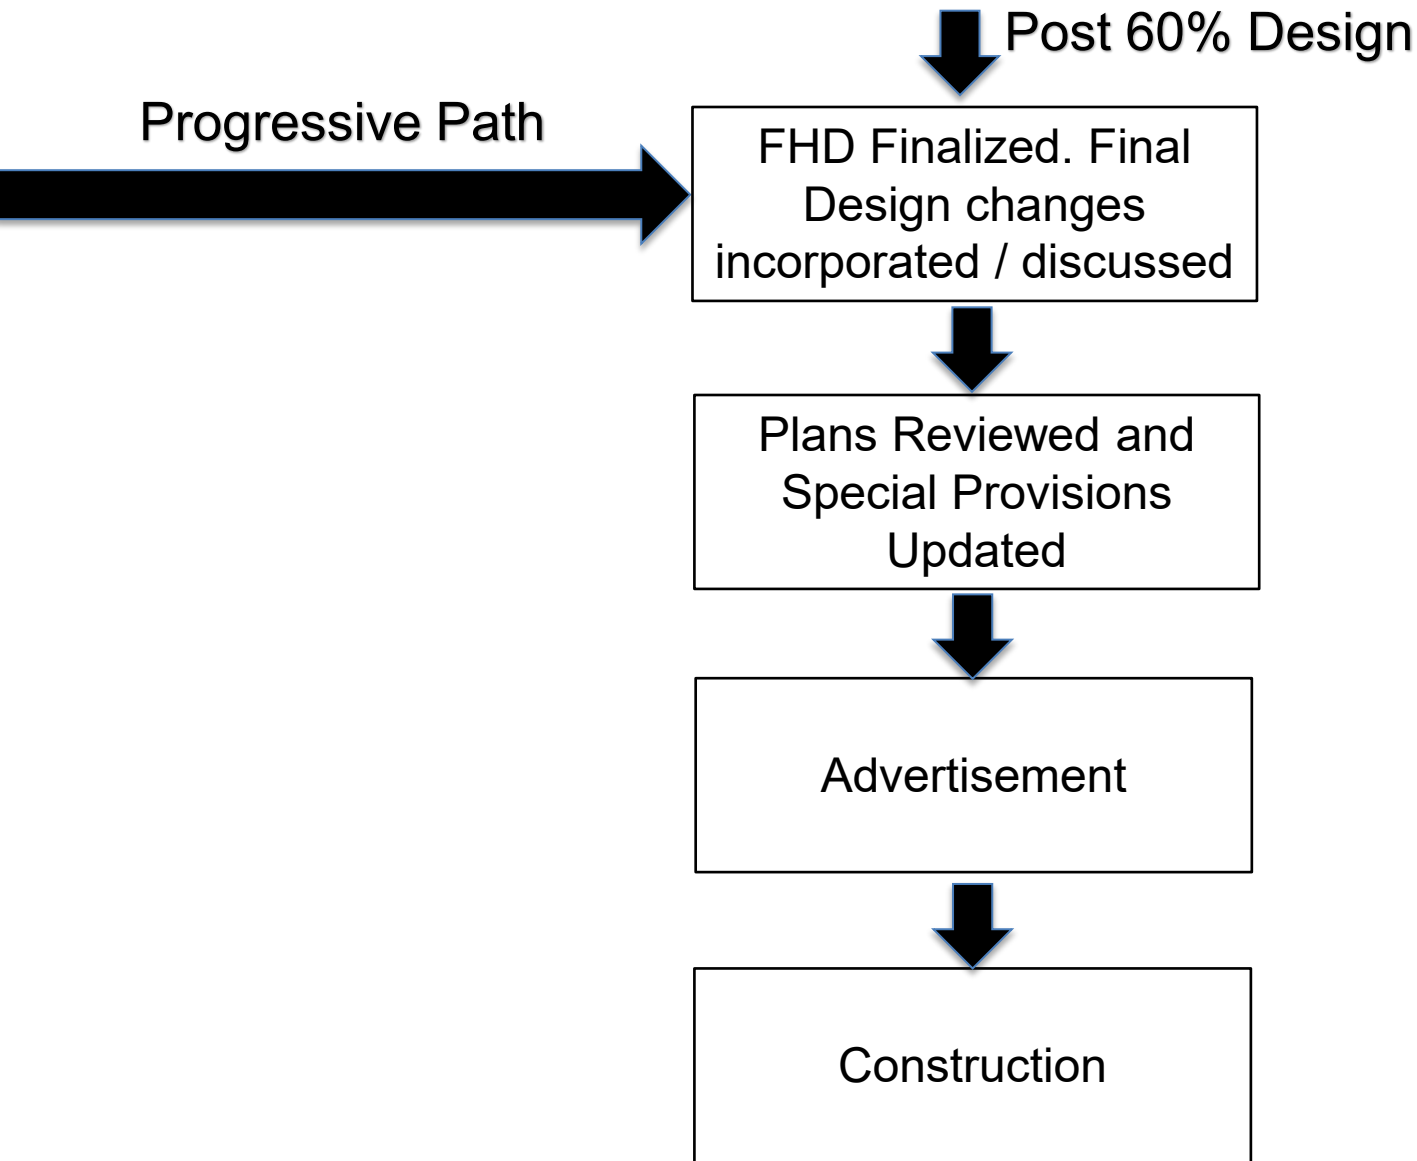 Post 60% Design
Progressive Path
FHD Finalized. Final
Design changes
incorporated / discussed
Plans Reviewed and
Special Provisions
Updated
Advertisement
Construction